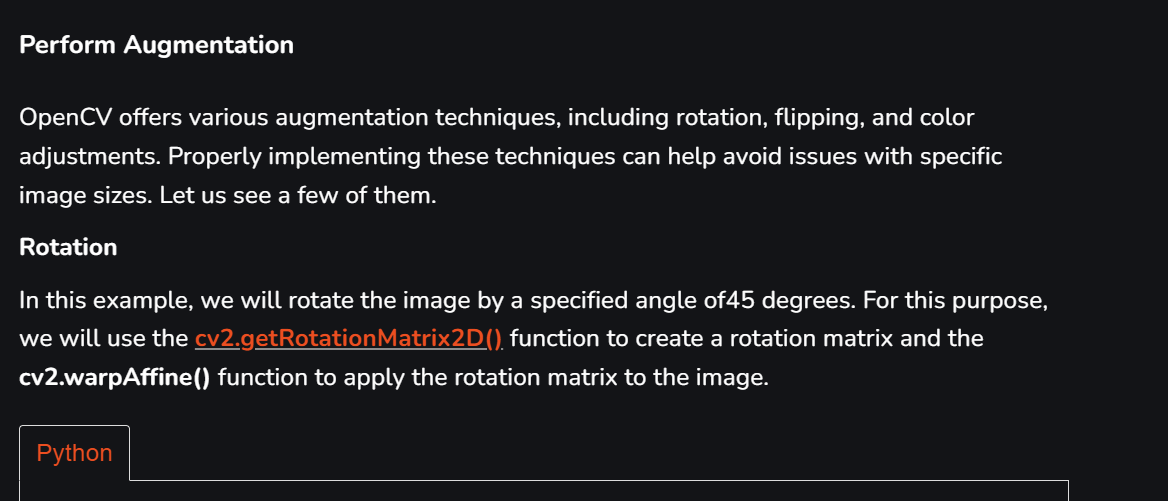 Perform Augmentation
OpenCV offers various augmentation techniques, including rotation, flipping, and color
adjustments. Properly implementing these techniques can help avoid issues with specific
image sizes. Let us see a few of them.
Rotation
In this example, we will rotate the image by a specified angle of45 degrees. For this purpose,
we will use the cv2.getRotationMatrix2D() function to create a rotation matrix and the
cv2.warpAffine() function to apply the rotation matrix to the image.
Python